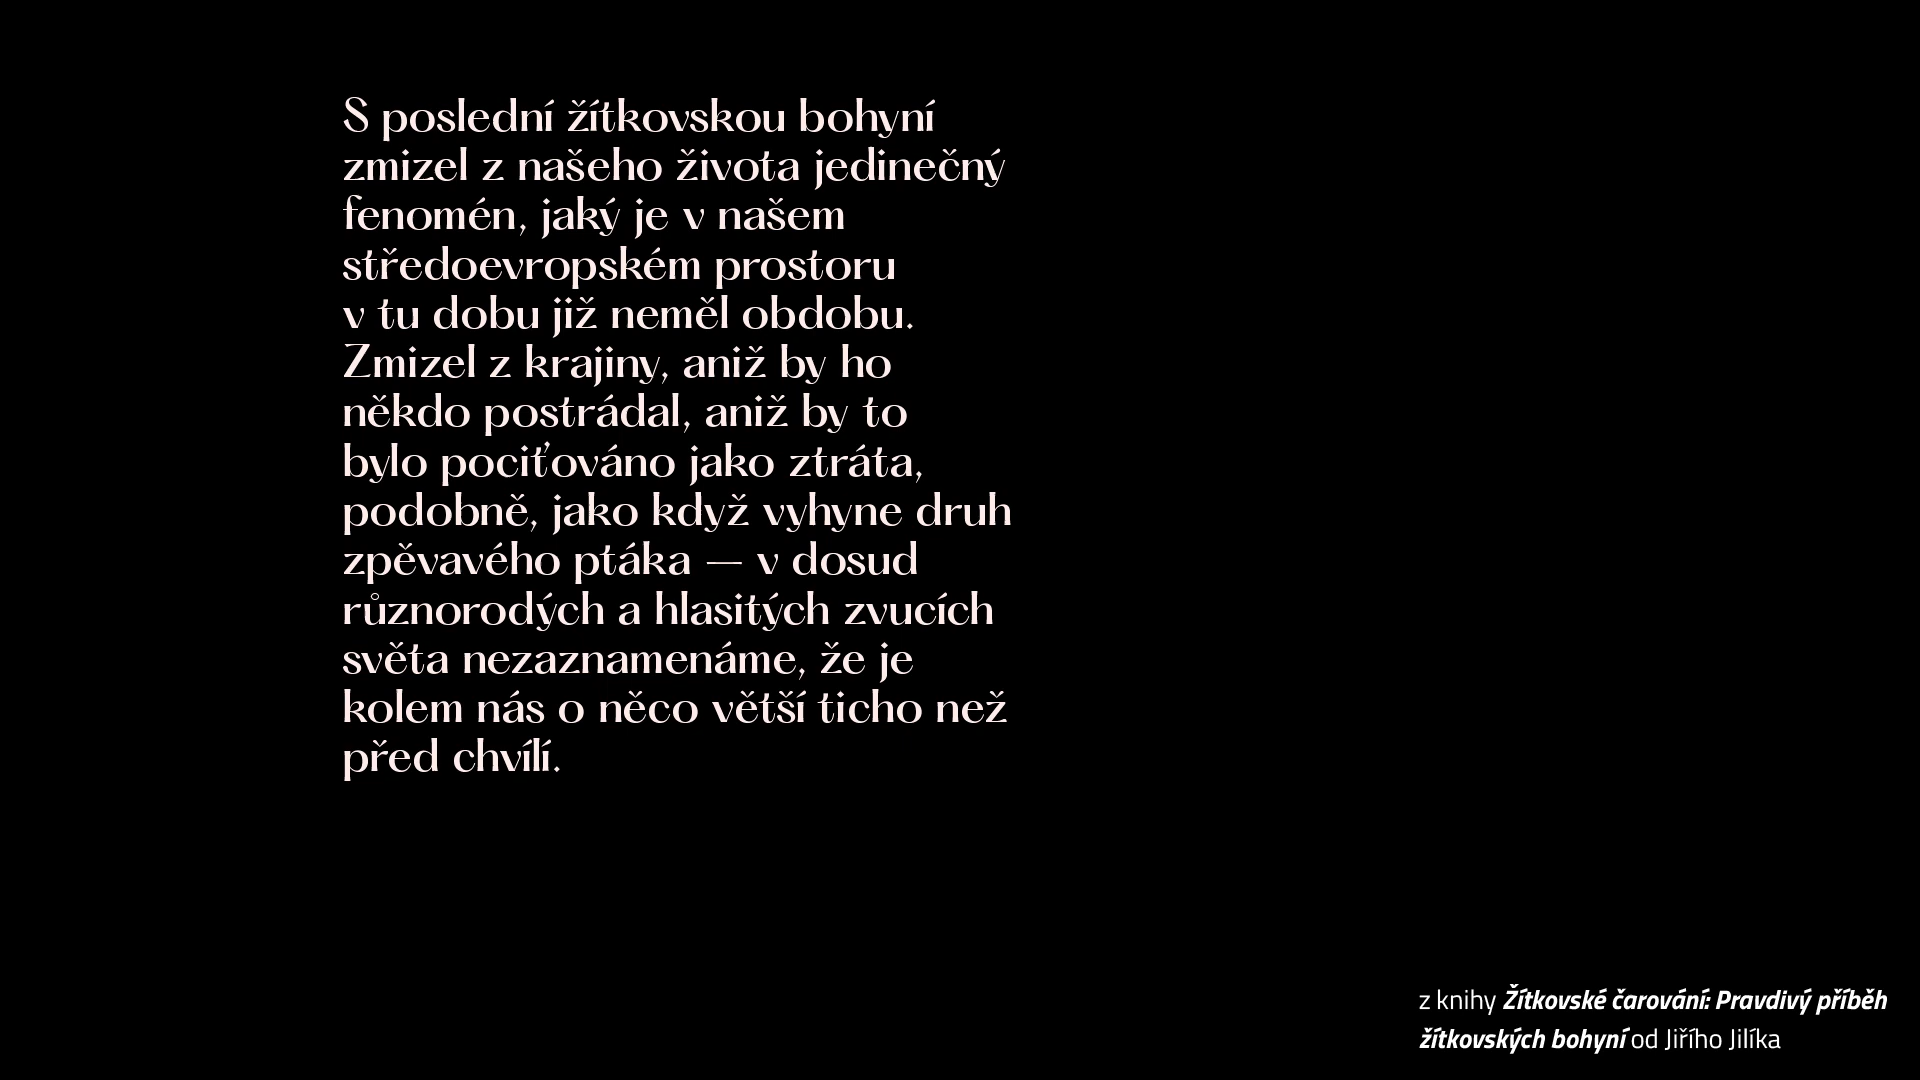 S poslední žítkovskou bohyní
zmizel z našeho života jedinečný
fenomén, jaký je v našem
středoevropském prostoru
v tu dobu již neměl obdobu.
Zmizel z krajiny, aniž by ho
někdo postrádal, aniž by to
bylo pociťováno jako ztráta,
podobně, jako když vyhyne druh
zpěvavého ptáka — v dosud
různorodých a hlasitých zvucích
světa nezaznamenáme, že je
kolem nás o něco větší ticho než
před chvílí.
z knihy Žítkovské čarování: Pravdivý příběh
žítkovských bohyní od Jiřího Jilíka